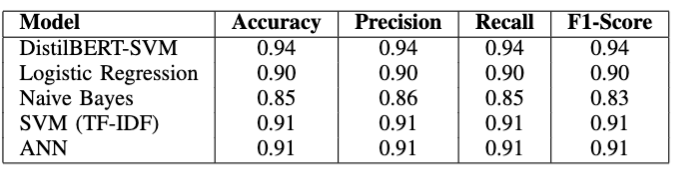 Model Accuracy Precision Recall F1-Score
DistilBERT-SVM 0.94 0.94 0.94 0.94
Logistic Regression 0.90 0.90 0.90 0.90
Naive Bayes 0.85 0.86 0.85 0.83
SVM (TF-IDF) 0.91 0.91 0.91 0.91
ANN 0.91 0.91 0.91 0.91